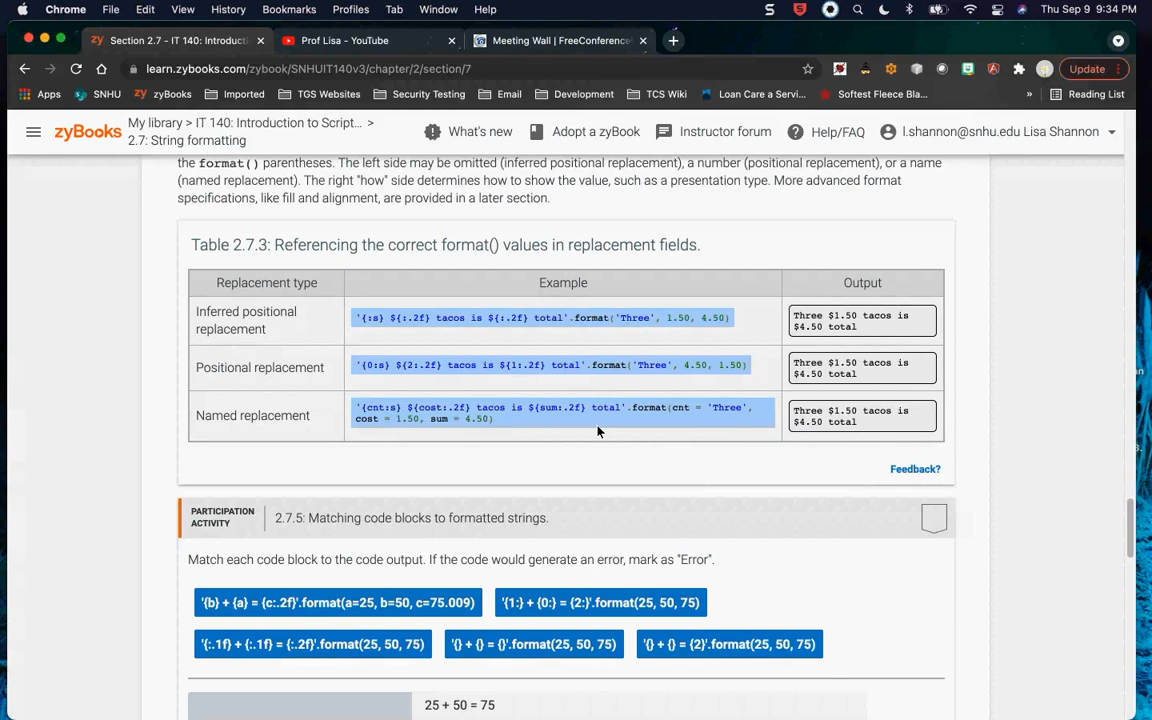 Chrome File Edit View History Bookmarks Profiles Tab Window Help Thu Sep 9 9:34 PM
zy Section 2.7 - IT 140: Introducti Prof Lisa - YouTube Meeting Wall | FreeConference
learn.zybooks.com/zybook/SNHUIT140v3/chapter/2/section/7 Update
Apps SNHU zyBooks Imported TGS Websites Security Testing Email Development TCS Wiki Loan Care a Servi... Softest Fleece Bla... » Reading List
zyBooks My library > IT 140: Introduction to Script... > What's new Adopt a zyBook Instructor forum Help/FAQ l.shannon@snhu.edu Lisa Shannon
2.7: String formatting
the format() parentheses. The left side may be omitted (inferred positional replacement), a number (positional replacement), or a name
(named replacement). The right "how" side determines how to show the value, such as a presentation type. More advanced format
specifications, like fill and alignment, are provided in a later section.
Table 2.7.3: Referencing the correct format() values in replacement fields.
Replacement type Example Output
Inferred positional
replacement
'{:s} ${:.2f} tacos is ${:.2f} total'.format('Three', 1.50, 4.50)
Three $1.50 tacos is
$4.50 total
Positional replacement
'{0:s} ${2:.2f} tacos is ${1:.2f} total'.format('Three', 4.50, 1.50)
Three $1.50 tacos is
$4.50 total
Named replacement
'{cnt:s} ${cost:.2f} tacos is ${sum:.2f} total'.format(cnt = 'Three',
cost = 1.50, sum = 4.50)
Three $1.50 tacos is
$4.50 total
Feedback?
PARTICIPATION
ACTIVITY
2.7.5: Matching code blocks to formatted strings.
Match each code block to the code output. If the code would generate an error, mark as "Error".
'{b} + {a} = {c:.2f}'.format(a=25, b=50, c=75.009) '{1:} + {0:} = {2:}'.format(25, 50, 75)
'{:.1f} + {:.1f} = {:.2f}'.format(25, 50, 75) '{} + {} = {}'.format(25, 50, 75) '{} + {} = {2}'.format(25, 50, 75)
25 + 50 = 75